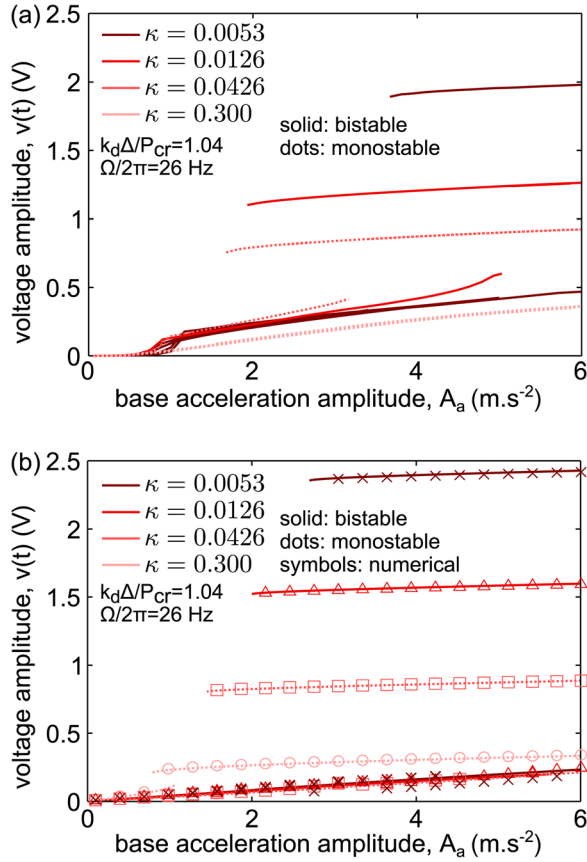 (a)
2.5
2
1.5
1
0.5
0
0
2
4
6
voltage amplitude, v(t) (V)
κ = 0.0053
κ = 0.0126
κ = 0.0426
κ = 0.300
k_dΔ/P_cr=1.04
Ω/2π=26 Hz
solid: bistable
dots: monostable
base acceleration amplitude, A_a (m.s⁻²)
(b)
2.5
2
1.5
1
0.5
0
0
2
4
6
voltage amplitude, v(t) (V)
κ = 0.0053
κ = 0.0126
κ = 0.0426
κ = 0.300
k_dΔ/P_cr=1.04
Ω/2π=26 Hz
solid: bistable
dots: monostable
symbols: numerical
base acceleration amplitude, A_a (m.s⁻²)